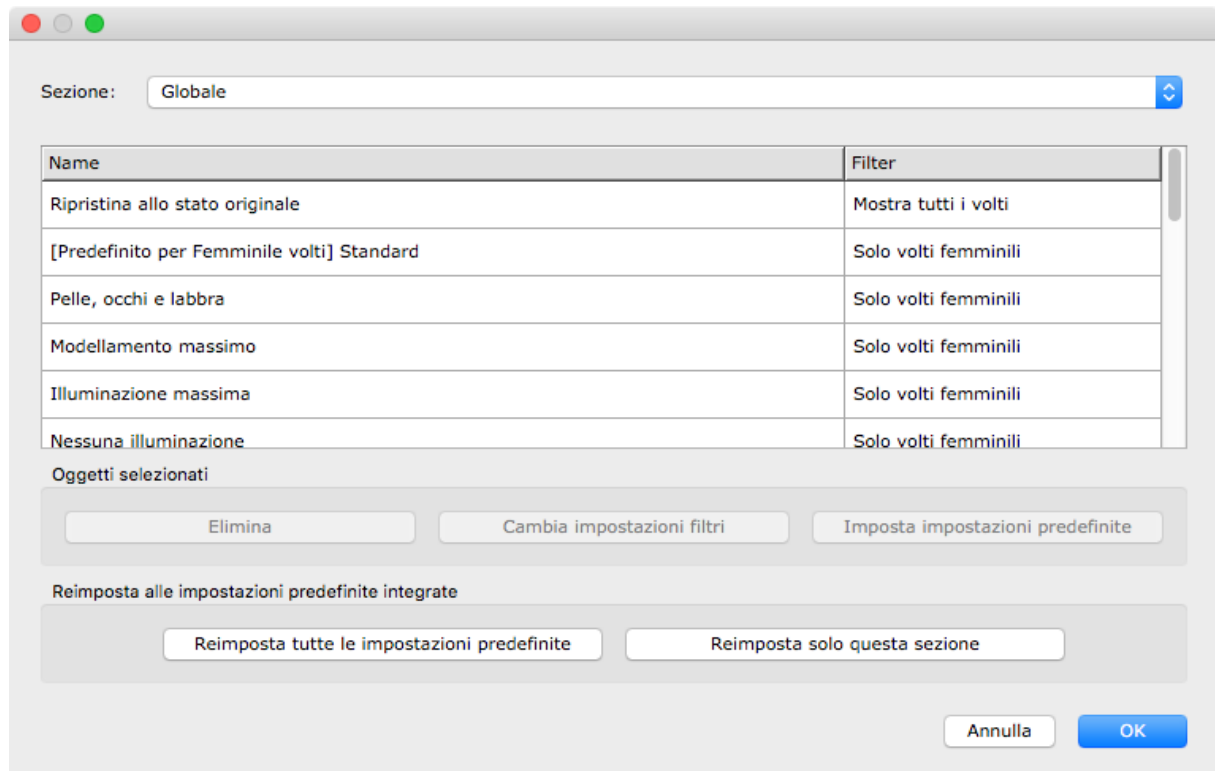 Sezione: Globale
Name Filter
Ripristina allo stato originale Mostra tutti i volti
[Predefinito per Femminile volti] Standard Solo volti femminili
Pelle, occhi e labbra Solo volti femminili
Modellamento massimo Solo volti femminili
Illuminazione massima Solo volti femminili
Nessuna illuminazione Solo volti femminili
Oggetti selezionati
Elimina Cambia impostazioni filtri Imposta impostazioni predefinite
Reimposta alle impostazioni predefinite integrate
Reimposta tutte le impostazioni predefinite Reimposta solo questa sezione
Annulla OK